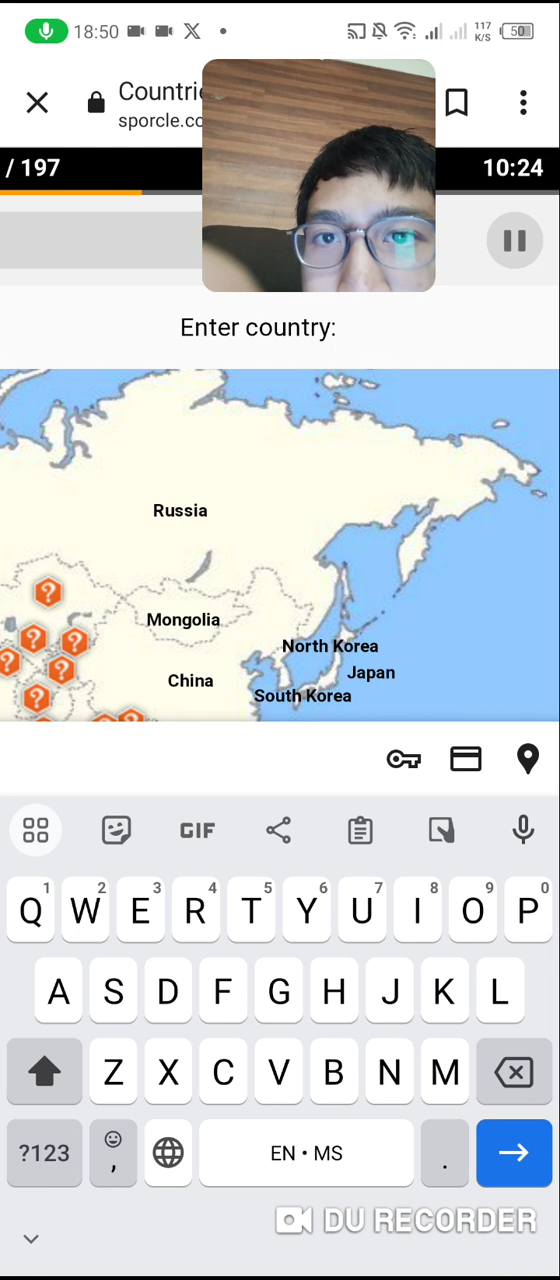 18:50
117
K/S
50
Countrie
sporcle.co
/ 197
10:24
Enter country:
Russia
Mongolia
North Korea
China
Japan
South Korea
GIF
1 2 3 4 5 6 7 8 9 0
Q W E R T Y U I O P
A S D F G H J K L
Z X C V B N M
?123 , EN • MS .
DU RECORDER